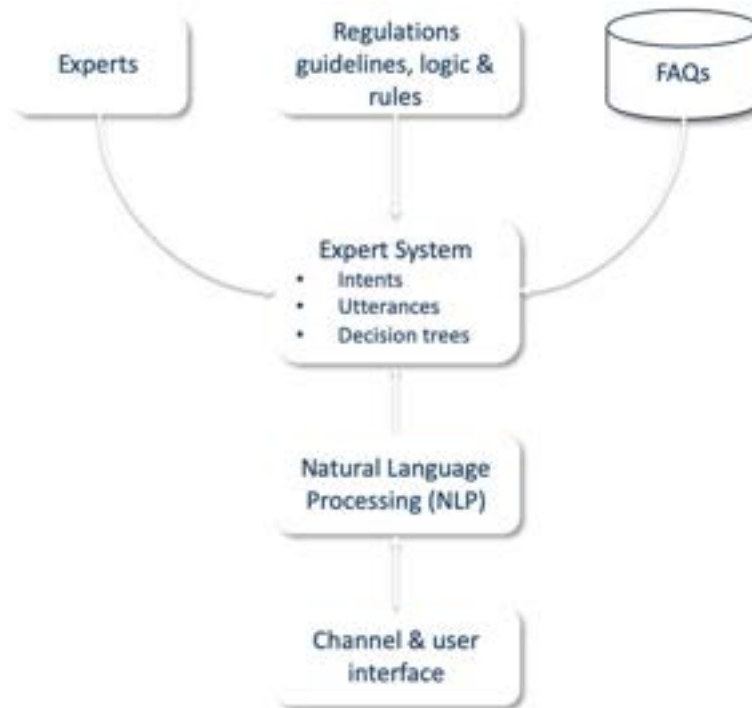 Experts
Regulations
guidelines, logic &
rules
FAQs
Expert System
• Intents
• Utterances
• Decision trees
Natural Language
Processing (NLP)
Channel & user
interface